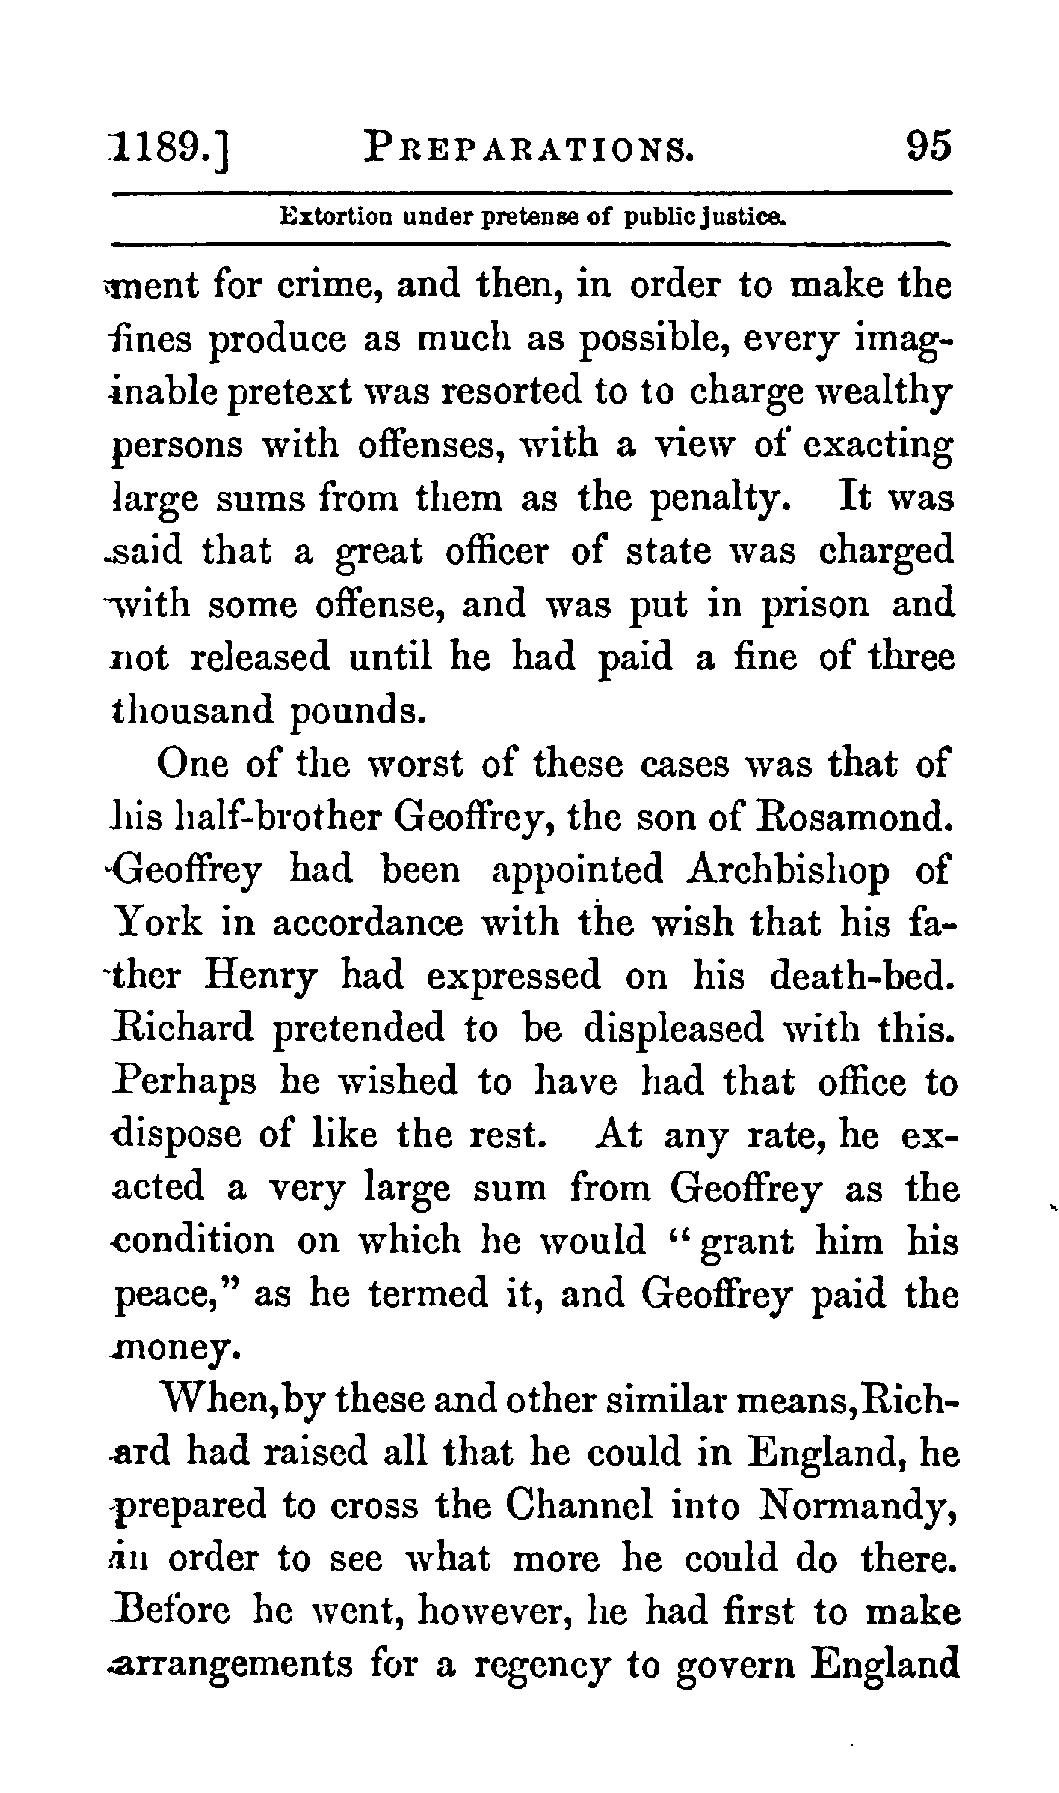 1189.] PREPARATIONS. 95
Extortion under pretense of public justice.
ment for crime, and then, in order to make the
fines produce as much as possible, every imag-
inable pretext was resorted to to charge wealthy
persons with offenses, with a view of exacting
large sums from them as the penalty. It was
said that a great officer of state was charged
with some offense, and was put in prison and
not released until he had paid a fine of three
thousand pounds.
One of the worst of these cases was that of
his half-brother Geoffrey, the son of Rosamond.
Geoffrey had been appointed Archbishop of
York in accordance with the wish that his fa-
ther Henry had expressed on his death-bed.
Richard pretended to be displeased with this.
Perhaps he wished to have had that office to
dispose of like the rest. At any rate, he ex-
acted a very large sum from Geoffrey as the
condition on which he would “grant him his
peace,” as he termed it, and Geoffrey paid the
money.
When, by these and other similar means, Rich-
ard had raised all that he could in England, he
prepared to cross the Channel into Normandy,
in order to see what more he could do there.
Before he went, however, he had first to make
arrangements for a regency to govern England